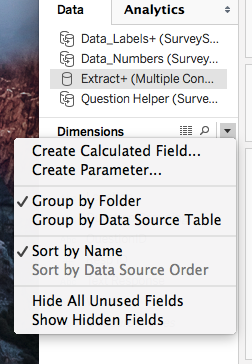 Data Analytics
Data_Labels+ (SurveyS...
Data_Numbers (Survey...
Extract+ (Multiple Con...
Question Helper (Surve...
Dimensions
Create Calculated Field...
Create Parameter...
Group by Folder
Group by Data Source Table
Sort by Name
Sort by Data Source Order
Hide All Unused Fields
Show Hidden Fields